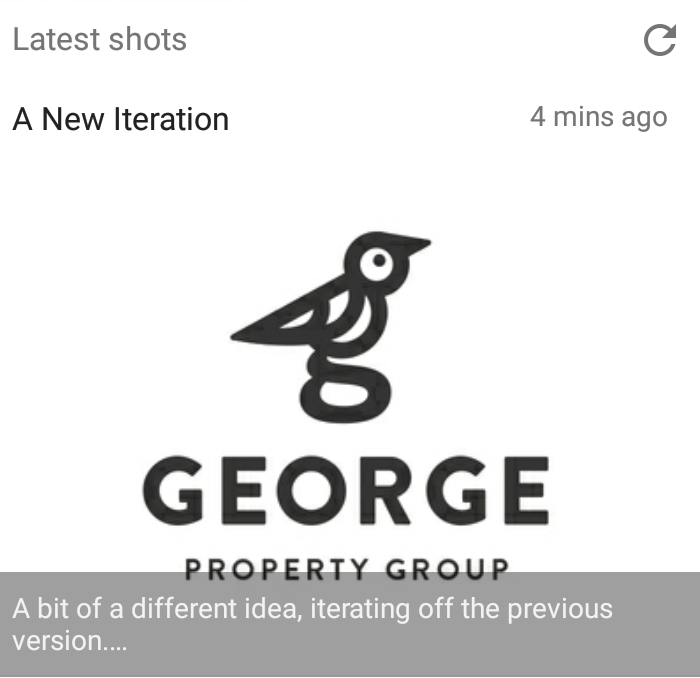 Latest shots
A New Iteration
4 mins ago
GEORGE
PROPERTY GROUP
A bit of a different idea, iterating off the previous
version....